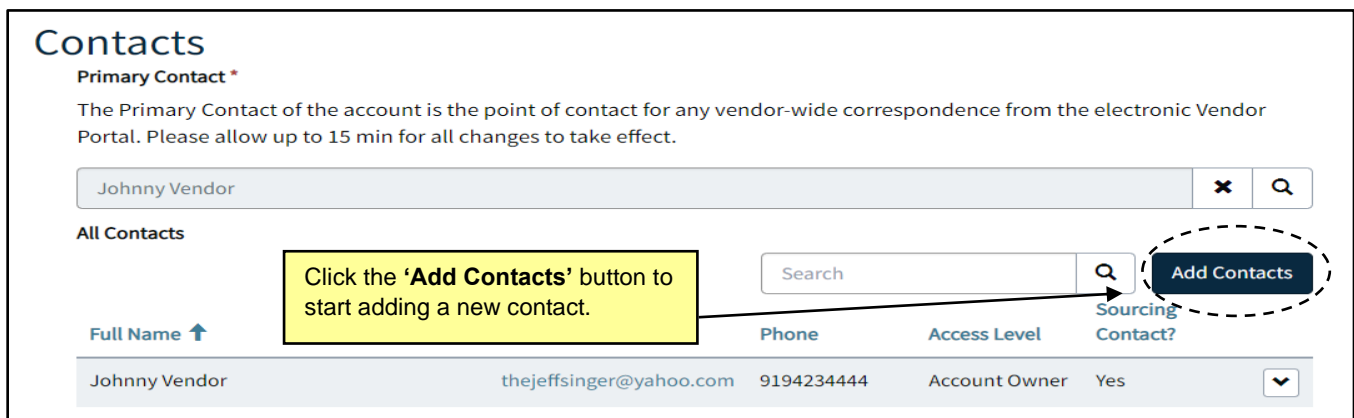 Contacts
Primary Contact *
The Primary Contact of the account is the point of contact for any vendor-wide correspondence from the electronic Vendor
Portal. Please allow up to 15 min for all changes to take effect.
Johnny Vendor
All Contacts
Click the ‘Add Contacts’ button to
start adding a new contact.
Search
Add Contacts
Full Name
Phone
Access Level
Sourcing
Contact?
Johnny Vendor thejeffsinger@yahoo.com 9194234444 Account Owner Yes